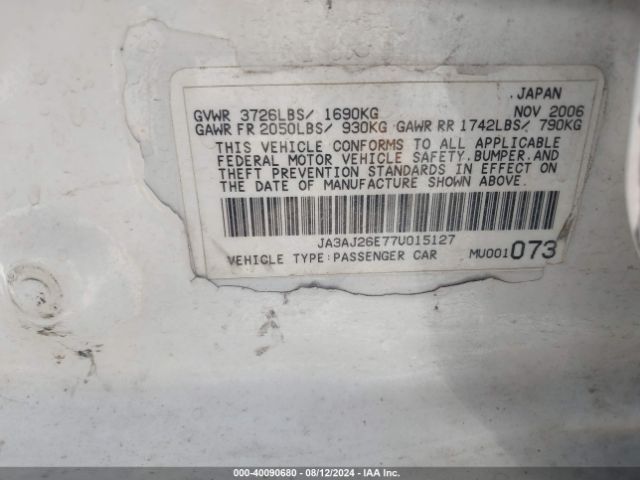 .JAPAN
GVWR 3726LBS/ 1690KG NOV 2006
GAWR FR 2050LBS/ 930KG GAWR RR 1742LBS/ 790KG
THIS VEHICLE CONFORMS TO ALL APPLICABLE
FEDERAL MOTOR VEHICLE SAFETY,BUMPER,AND
THEFT PREVENTION STANDARDS IN EFFECT ON
THE DATE OF MANUFACTURE SHOWN ABOVE.
JA3AJ26E77U015127
VEHICLE TYPE:PASSENGER CAR MU001073
000-40090680 - 08/12/2024 - IAA Inc.